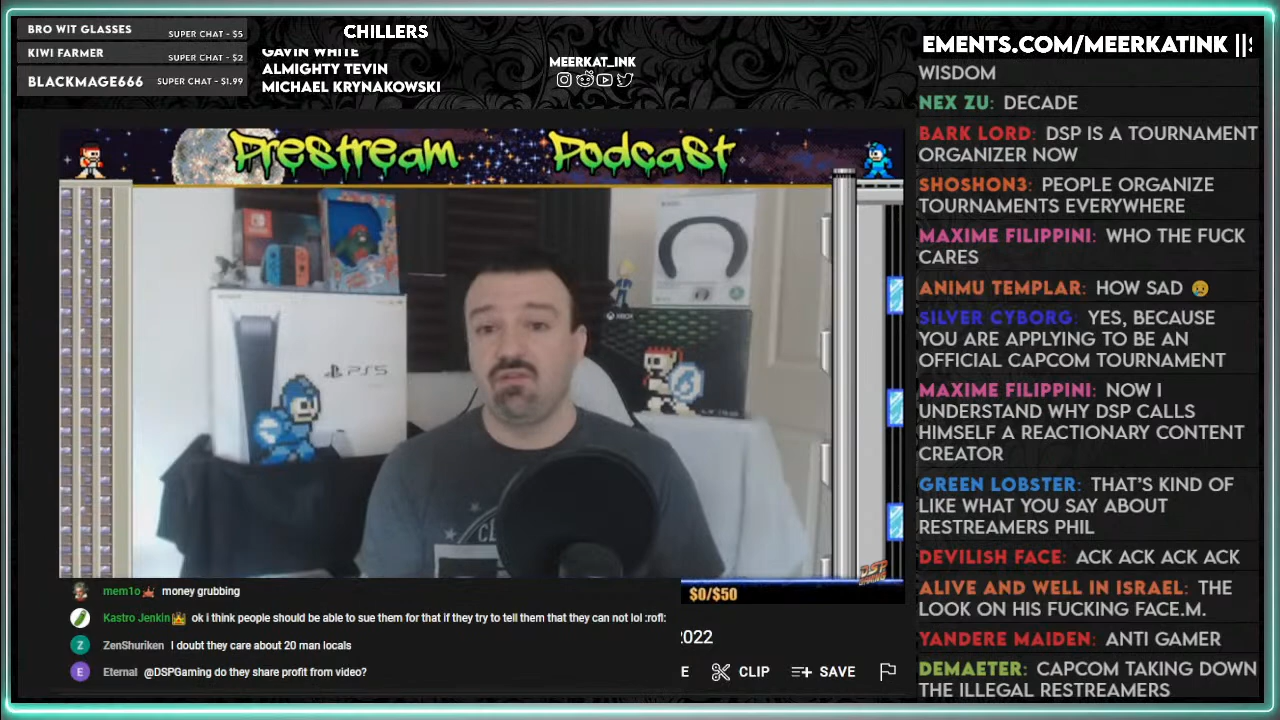 BRO WIT GLASSES SUPER CHAT - $5
KIWI FARMER SUPER CHAT - $2
BLACKMAGE666 SUPER CHAT - $1.99
CHILLERS
GAVIN WHITE
ALMIGHTY TEVIN
MICHAEL KRYNAKOWSKI
MEERKAT_INK
EMENTS.COM/MEERKATINK ||
WISDOM
NEX ZU: DECADE
BARK LORD: DSP IS A TOURNAMENT
ORGANIZER NOW
SHOSHON3: PEOPLE ORGANIZE
TOURNAMENTS EVERYWHERE
MAXIME FILIPPINI: WHO THE FUCK
CARES
ANIMU TEMPLAR: HOW SAD 😥
SILVER CYBORG: YES, BECAUSE
YOU ARE APPLYING TO BE AN
OFFICIAL CAPCOM TOURNAMENT
MAXIME FILIPPINI: NOW I
UNDERSTAND WHY DSP CALLS
HIMSELF A REACTIONARY CONTENT
CREATOR
GREEN LOBSTER: THAT'S KIND OF
LIKE WHAT YOU SAY ABOUT
RESTREAMERS PHIL
DEVILISH FACE: ACK ACK ACK ACK
ALIVE AND WELL IN ISRAEL: THE
LOOK ON HIS FUCKING FACE.M.
YANDERE MAIDEN: ANTI GAMER
DEMAETER: CAPCOM TAKING DOWN
THE ILLEGAL RESTREAMERS
Prestream Podcast
PS5
XBOX
DSP
GAMING
$0/$50
mem1o🦀 money grubbing
Kastro Jenkin👑 ok i think people should be able to sue them for that if they try to tell them that they can not lol :rofl:
Z ZenShuriken I doubt they care about 20 man locals
E Eternal @DSPGaming do they share profit from video?
2022
E CLIP SAVE